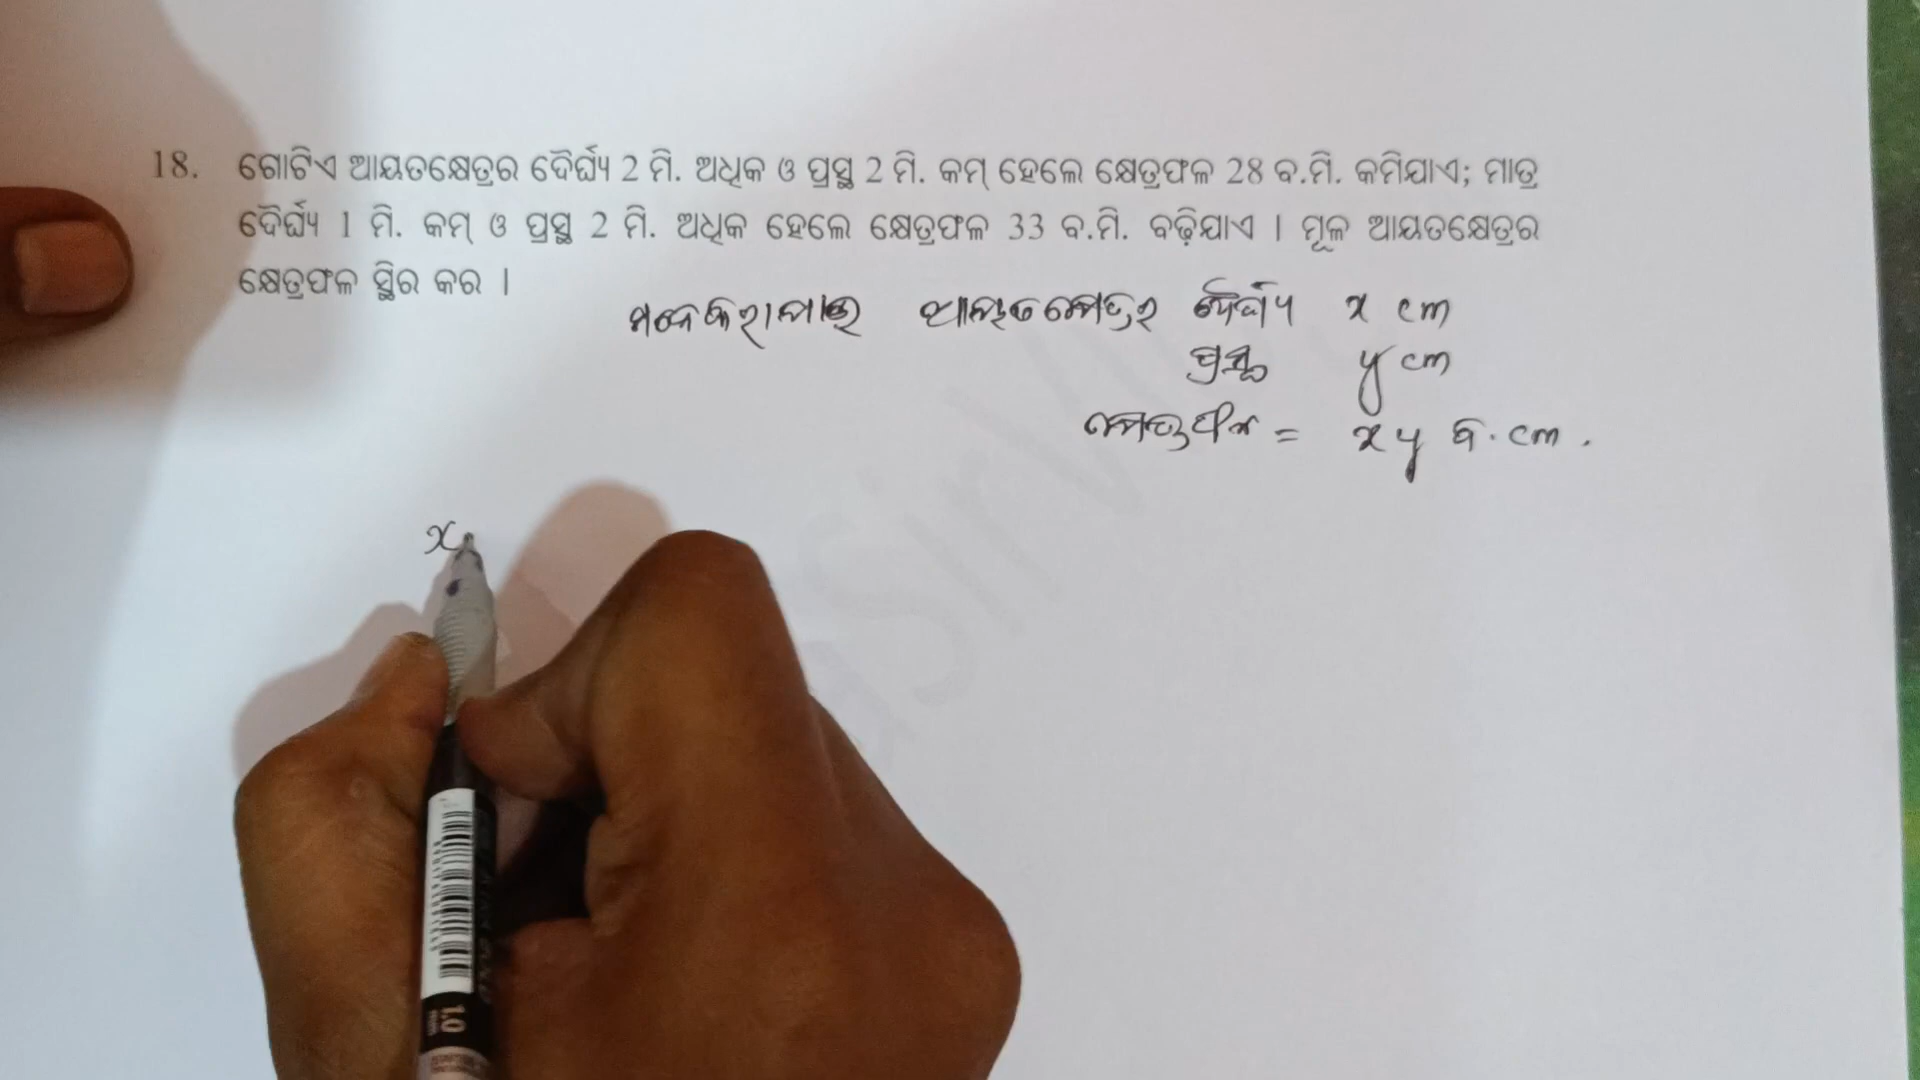 18. ଗୋଟିଏ ଆୟତକ୍ଷେତ୍ରର ଦୈର୍ଘ୍ୟ 2 ମି. ଅଧିକ ଓ ପ୍ରସ୍ଥ 2 ମି. କମ୍ ହେଲେ କ୍ଷେତ୍ରଫଳ 28 ବ.ମି. କମିଯାଏ; ମାତ୍ର
ଦୈର୍ଘ୍ୟ 1 ମି. କମ୍ ଓ ପ୍ରସ୍ଥ 2 ମି. ଅଧିକ ହେଲେ କ୍ଷେତ୍ରଫଳ 33 ବ.ମି. ବଢ଼ିଯାଏ । ମୂଳ ଆୟତକ୍ଷେତ୍ରର
କ୍ଷେତ୍ରଫଳ ସ୍ଥିର କର ।
ମନେକରାଯାଉ ଆୟତକ୍ଷେତ୍ରର ଦୈର୍ଘ୍ୟ x cm
ପ୍ରସ୍ଥ y cm
କ୍ଷେତ୍ରଫଳ = xy ବ. cm.
x